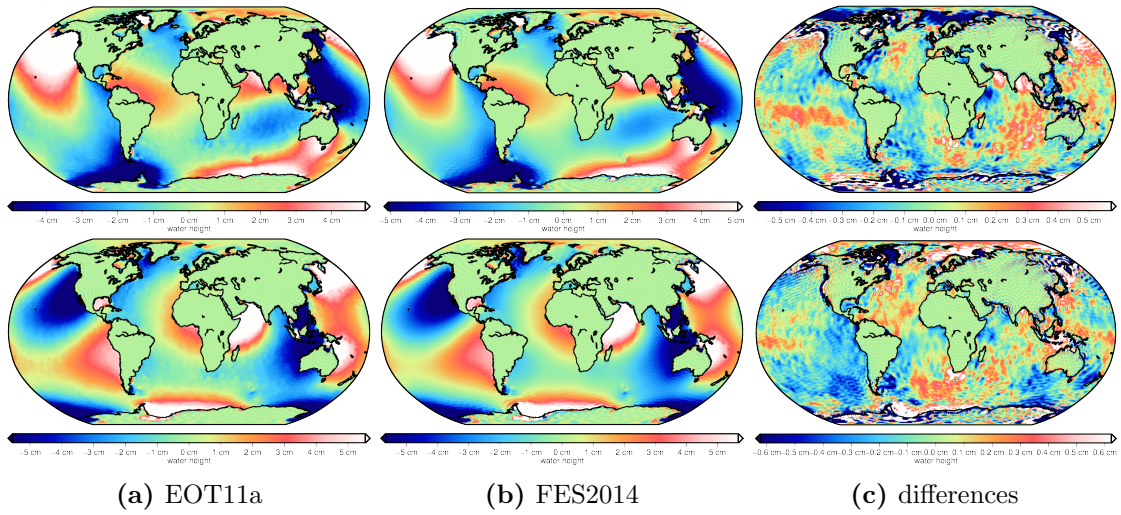 −4 cm −3 cm −2 cm −1 cm 0 cm 1 cm 2 cm 3 cm 4 cm
water height
−5 cm −4 cm −3 cm −2 cm −1 cm 0 cm 1 cm 2 cm 3 cm 4 cm 5 cm
water height
−0.5 cm −0.4 cm −0.3 cm −0.2 cm −0.1 cm 0.0 cm 0.1 cm 0.2 cm 0.3 cm 0.4 cm 0.5 cm
water height
−5 cm −4 cm −3 cm −2 cm −1 cm 0 cm 1 cm 2 cm 3 cm 4 cm 5 cm
water height
−5 cm −4 cm −3 cm −2 cm −1 cm 0 cm 1 cm 2 cm 3 cm 4 cm 5 cm
water height
−0.6 cm −0.5 cm −0.4 cm −0.3 cm −0.2 cm −0.1 cm 0.0 cm 0.1 cm 0.2 cm 0.3 cm 0.4 cm 0.5 cm 0.6 cm
water height
(a) EOT11a
(b) FES2014
(c) differences